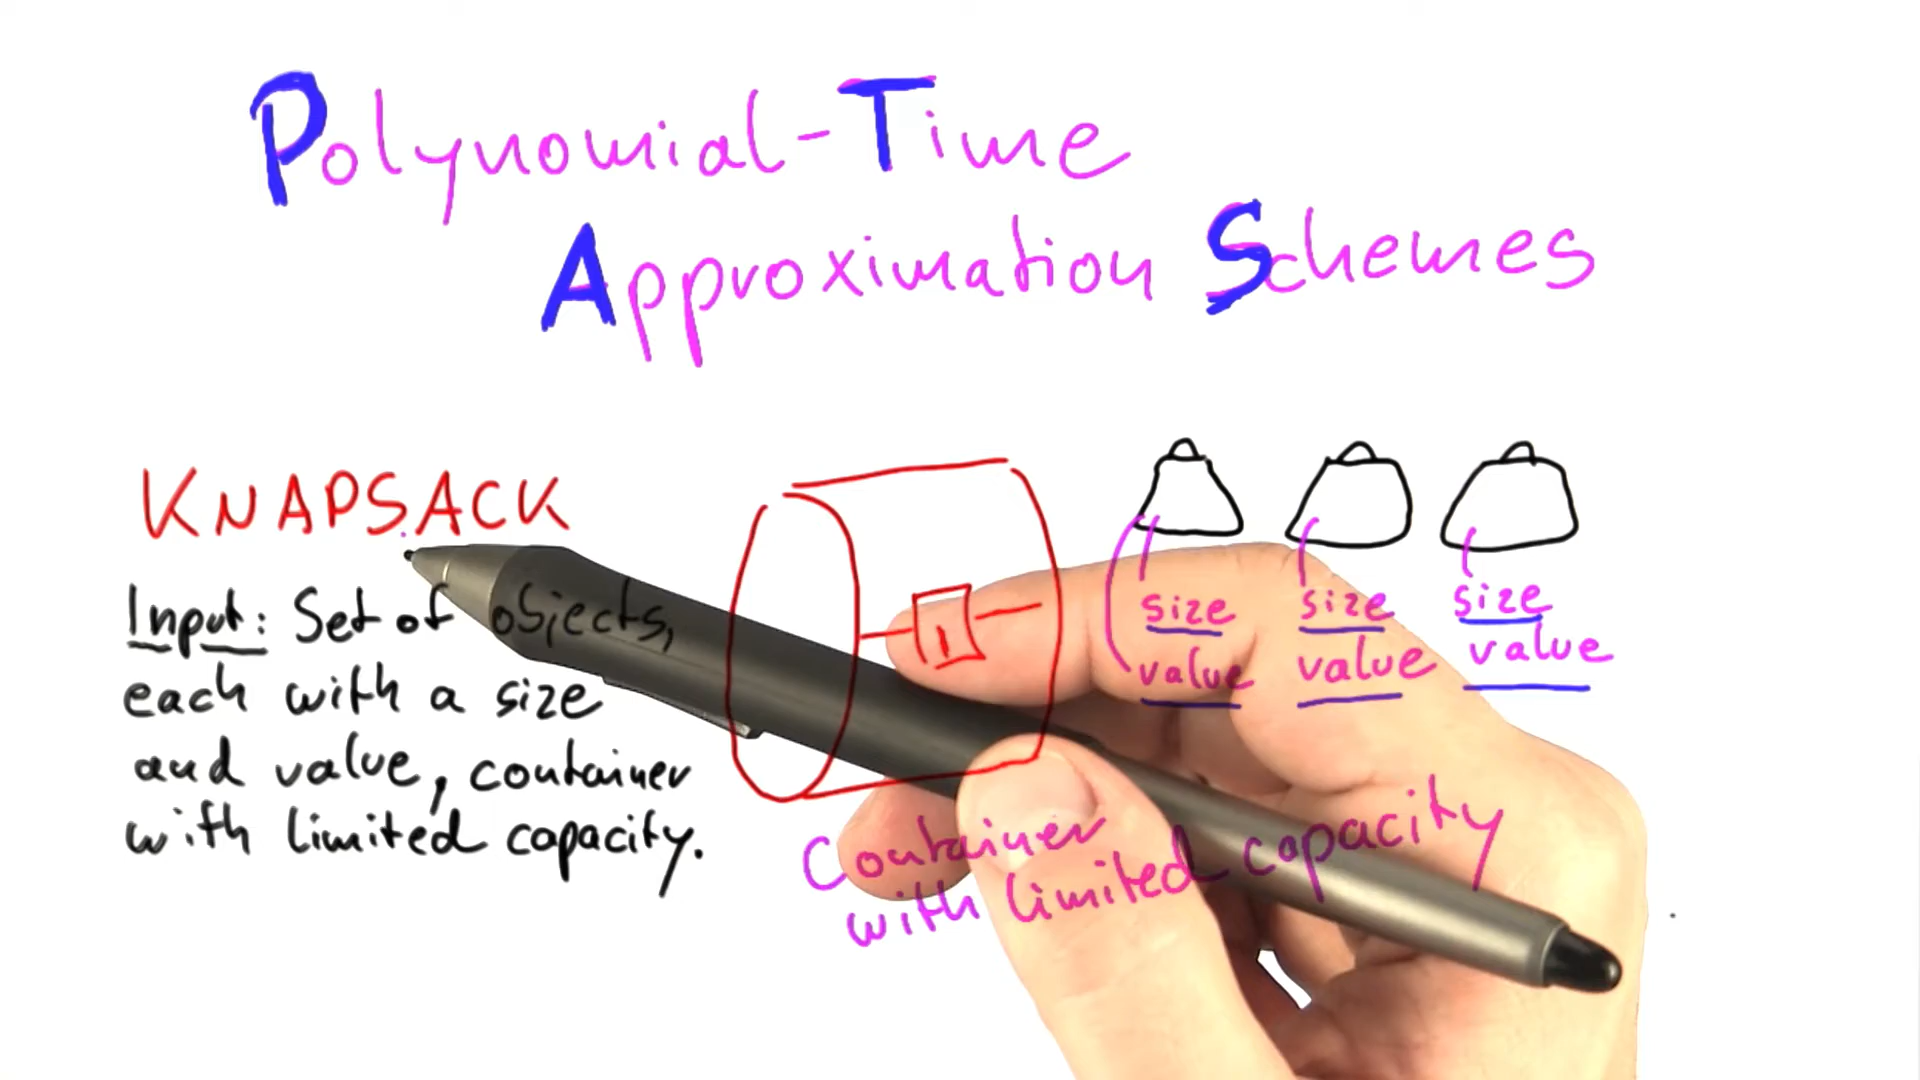 Polynomial-Time
Approximation Schemes
KNAPSACK
Input: Set of objects,
each with a size
and value, container
with limited capacity.
size
value
size
value
size
value
Container
with limited capacity